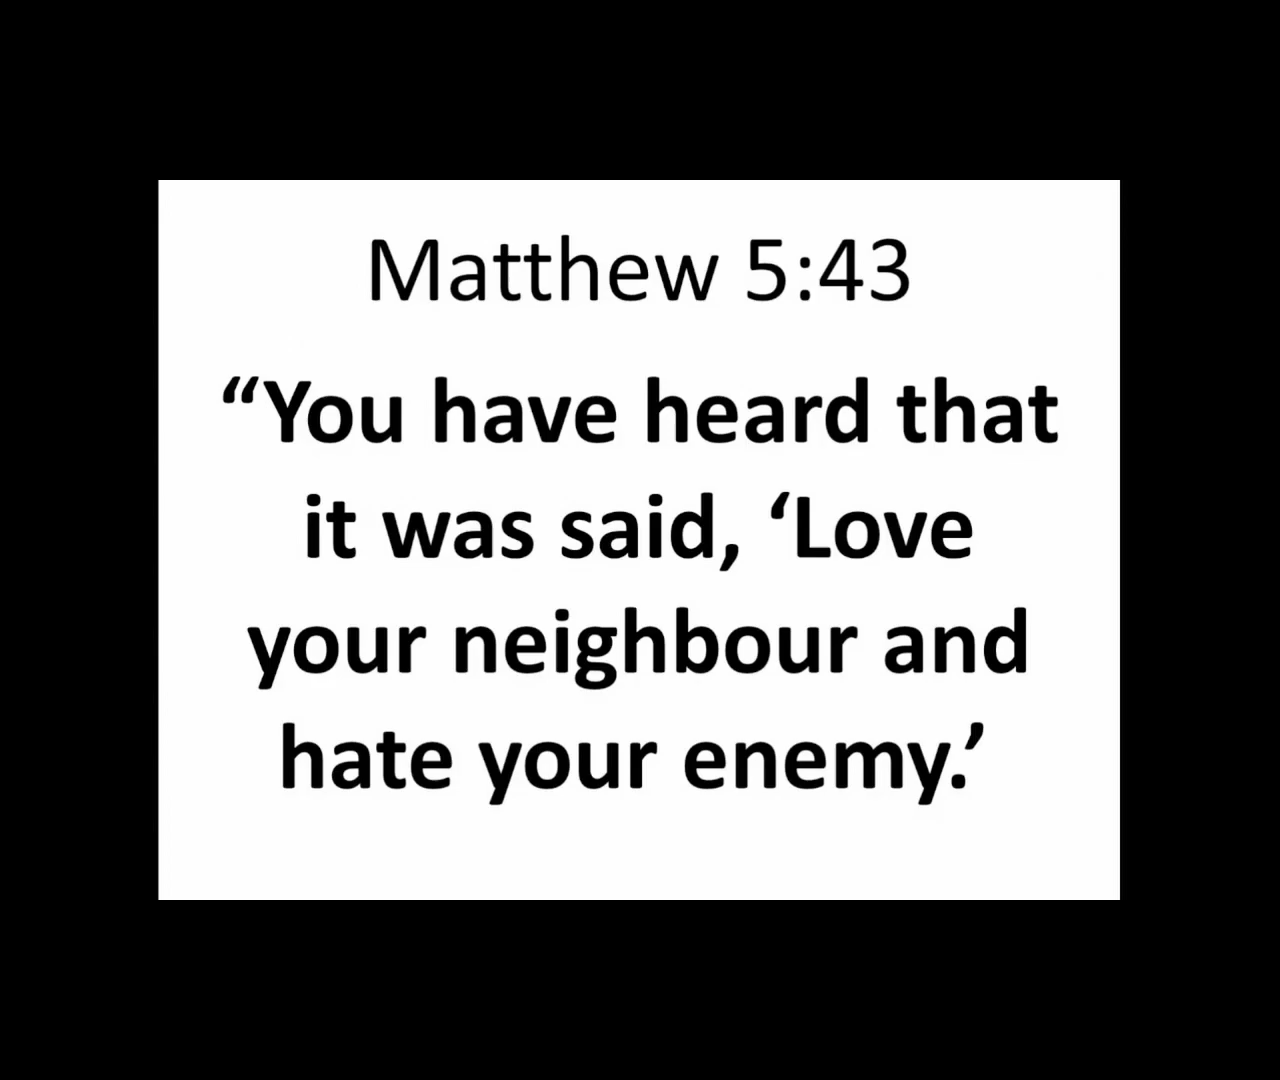 Matthew 5:43
“You have heard that
it was said, ‘Love
your neighbour and
hate your enemy.’